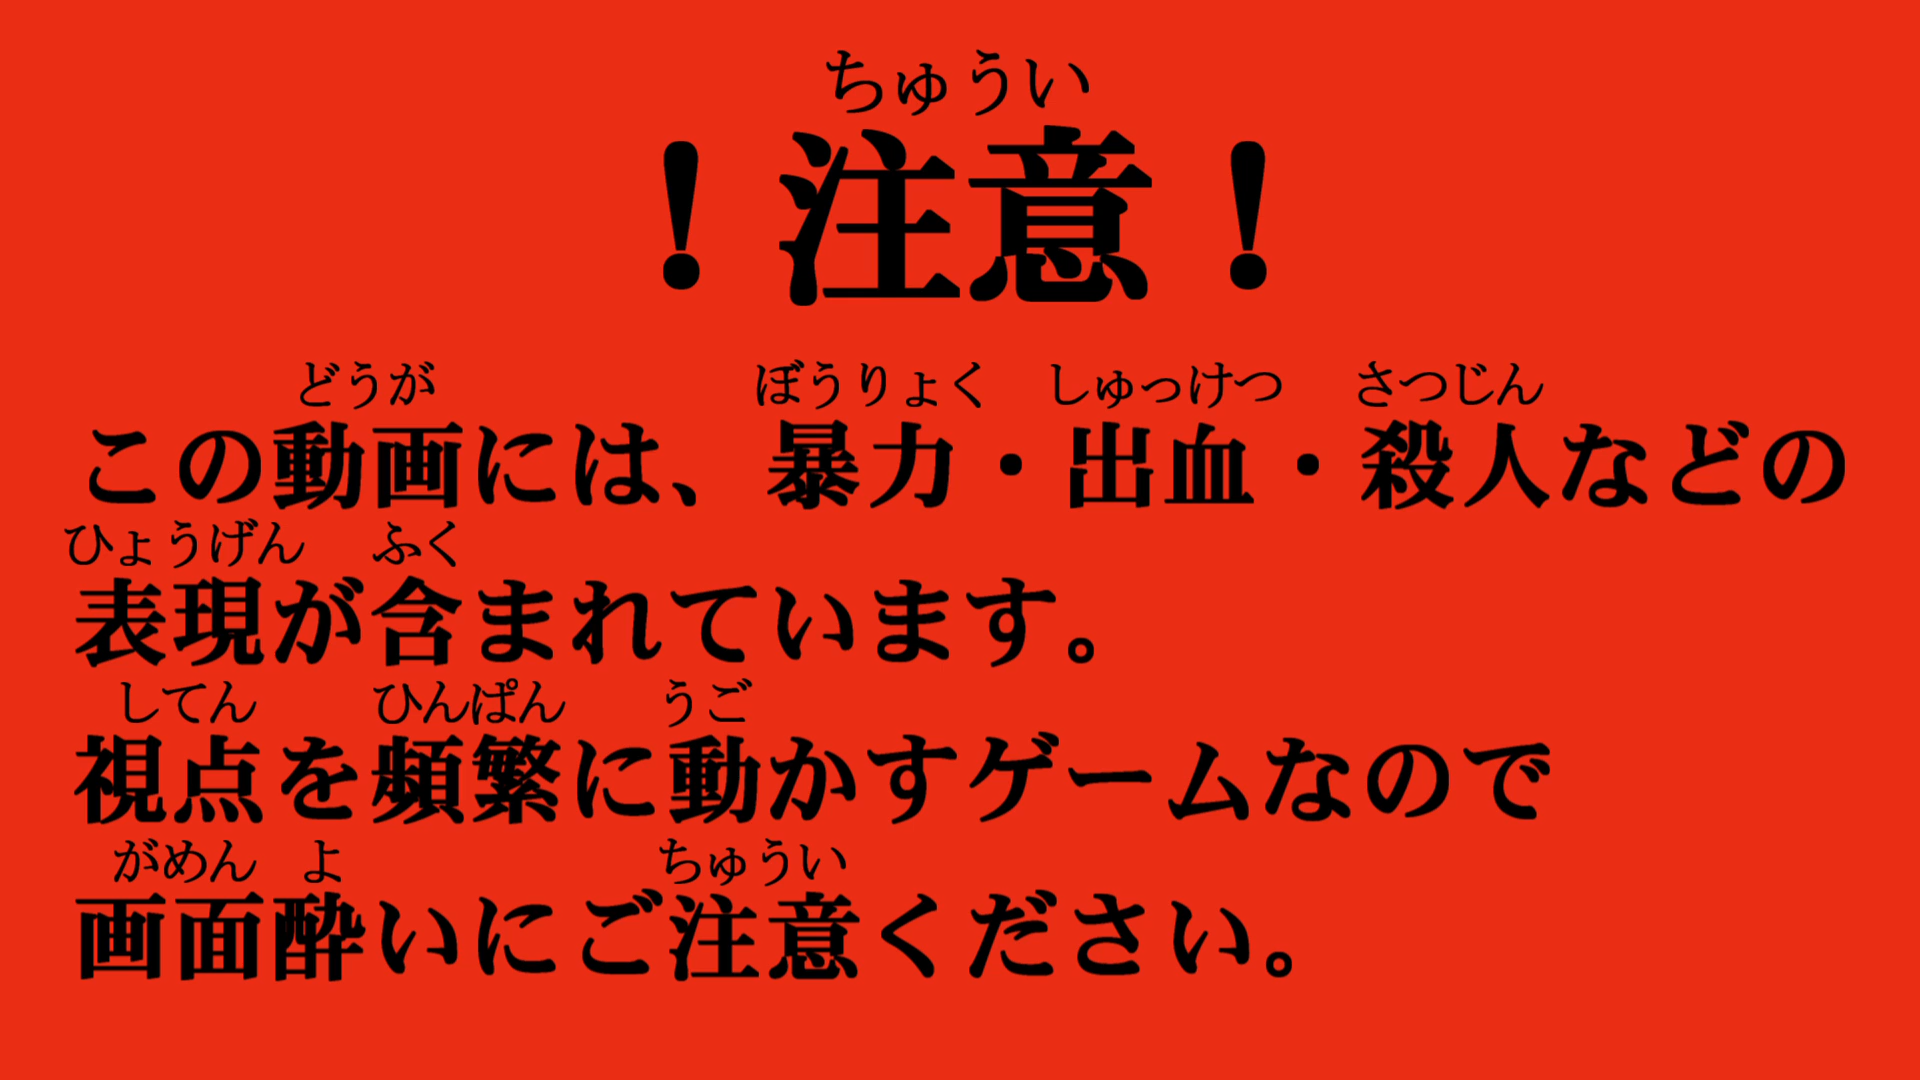 ちゅうい
！注意！
どうが ぼうりょく しゅっけつ さつじん
この動画には、暴力・出血・殺人などの
ひょうげん ふく
表現が含まれています。
してん ひんぱん うご
視点を頻繁に動かすゲームなので
がめん よ ちゅうい
画面酔いにご注意ください。